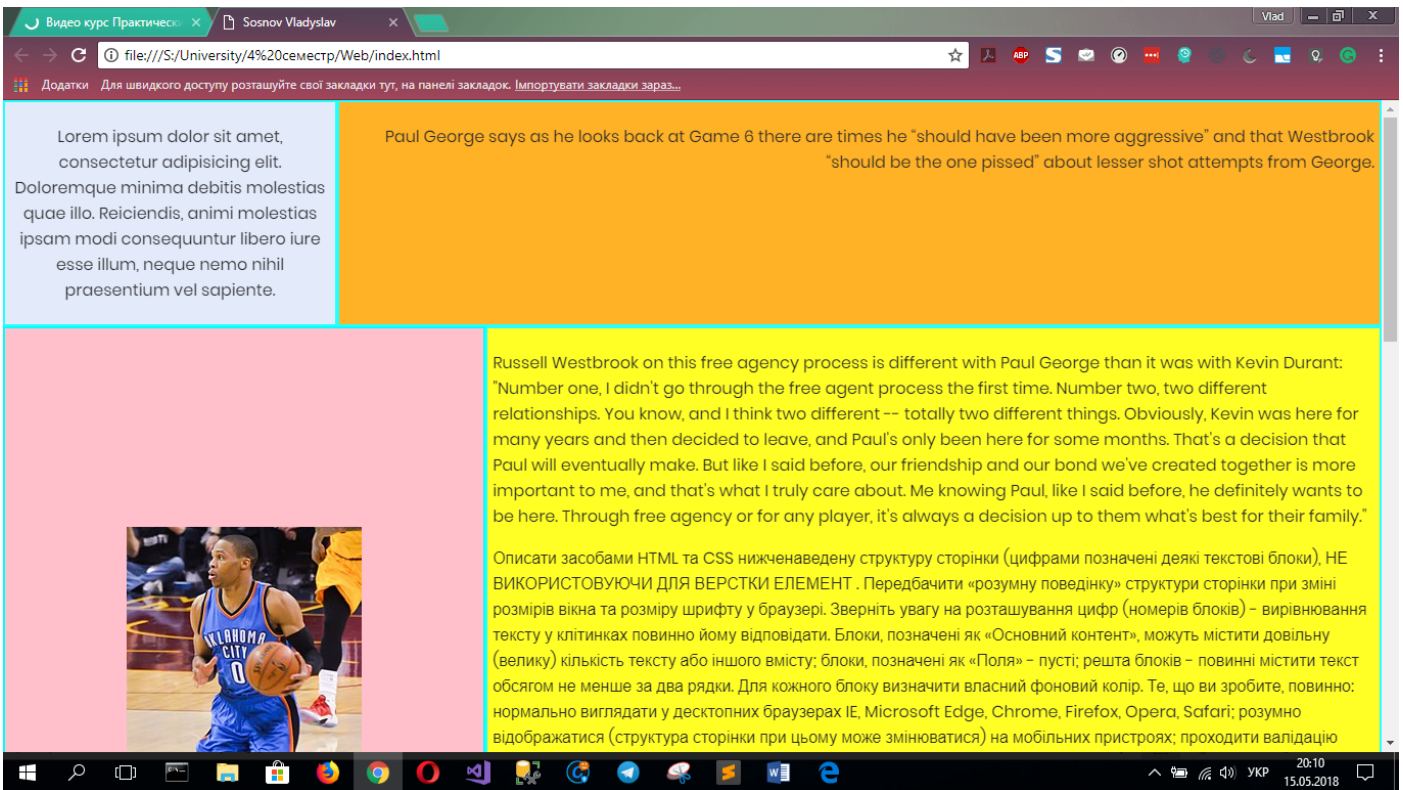 Видео курс Практическ
Sosnov Vladyslav
Vlad
file:///S:/University/4%20семестр/Web/index.html
ABP
Додатки
Для швидкого доступу розташуйте свої закладки тут, на панелі закладок. Імпортувати закладки зараз...
Lorem ipsum dolor sit amet,
consectetur adipisicing elit.
Doloremque minima debitis molestias
quae illo. Reiciendis, animi molestias
ipsam modi consequuntur libero iure
esse illum, neque nemo nihil
praesentium vel sapiente.
Paul George says as he looks back at Game 6 there are times he “should have been more aggressive” and that Westbrook
“should be the one pissed” about lesser shot attempts from George.
OKLAHOMA
CITY
0
Russell Westbrook on this free agency process is different with Paul George than it was with Kevin Durant:
"Number one, I didn't go through the free agent process the first time. Number two, two different
relationships. You know, and I think two different -- totally two different things. Obviously, Kevin was here for
many years and then decided to leave, and Paul's only been here for some months. That's a decision that
Paul will eventually make. But like I said before, our friendship and our bond we've created together is more
important to me, and that's what I truly care about. Me knowing Paul, like I said before, he definitely wants to
be here. Through free agency or for any player, it's always a decision up to them what's best for their family."
Описати засобами HTML та CSS нижченаведену структуру сторінки (цифрами позначені деякі текстові блоки), НЕ
ВИКОРИСТОВУЮЧИ ДЛЯ ВЕРСТКИ ЕЛЕМЕНТ . Передбачити «розумну поведінку» структури сторінки при зміні
розмірів вікна та розміру шрифту у браузері. Зверніть увагу на розташування цифр (номерів блоків) – вирівнювання
тексту у клітинках повинно йому відповідати. Блоки, позначені як «Основний контент», можуть містити довільну
(велику) кількість тексту або іншого вмісту; блоки, позначені як «Поля» – пусті; решта блоків – повинні містити текст
обсягом не менше за два рядки. Для кожного блоку визначити власний фоновий колір. Те, що ви зробите, повинно:
нормально виглядати у десктопних браузерах IE, Microsoft Edge, Chrome, Firefox, Opera, Safari; розумно
відображатися (структура сторінки при цьому може змінюватися) на мобільних пристроях; проходити валідацію
УКР
20:10
15.05.2018